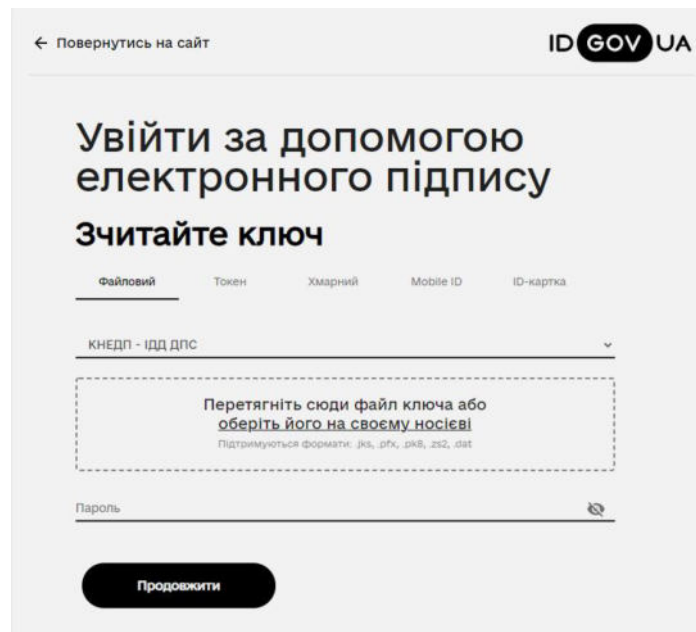 ← Повернутись на сайт
ID GOV UA
Увійти за допомогою
електронного підпису
Зчитайте ключ
Файловий Токен Хмарний Mobile ID ID-картка
КНЕДП - ІДД ДПС
Перетягніть сюди файл ключа або
оберіть його на своєму носієві
Підтримуються формати: .jks, .pfx, .pk8, .zs2, .dat
Пароль
Продовжити